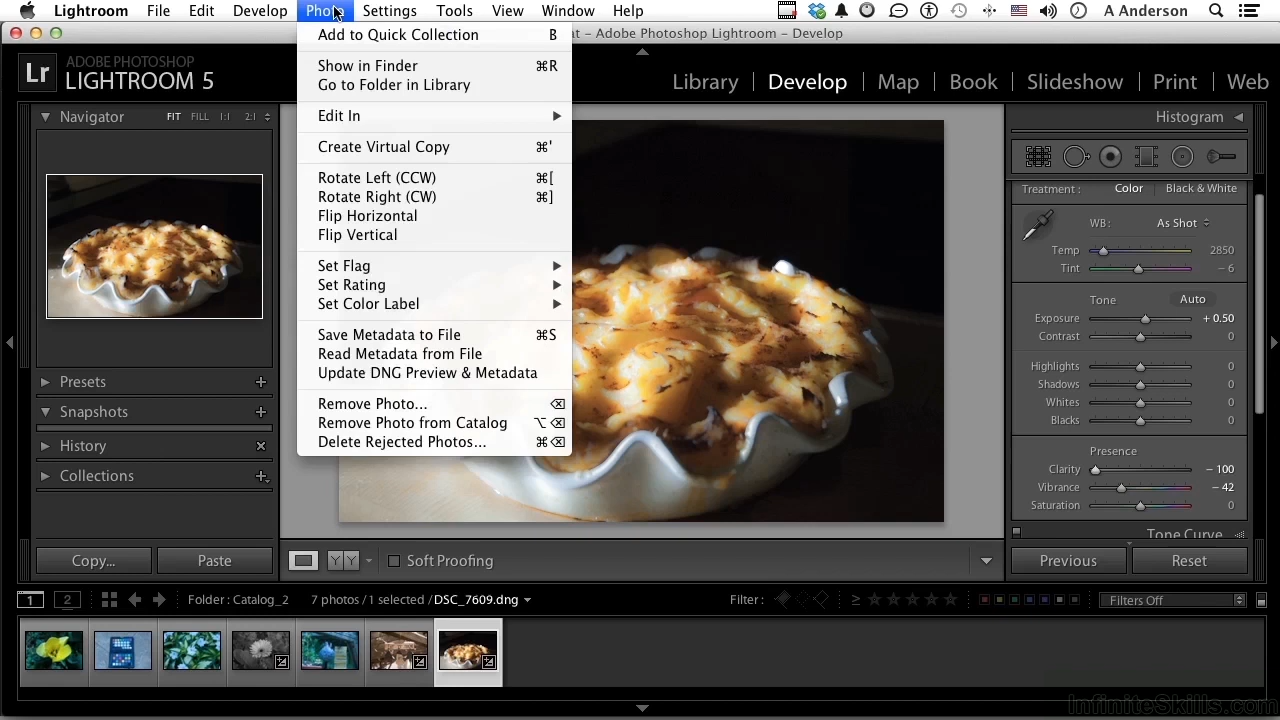 Lightroom File Edit Develop Photo Settings Tools View Window Help A Anderson
at – Adobe Photoshop Lightroom – Develop
Add to Quick Collection B
Show in Finder ⌘R
Go to Folder in Library
Edit In
Create Virtual Copy ⌘'
Rotate Left (CCW) ⌘[
Rotate Right (CW) ⌘]
Flip Horizontal
Flip Vertical
Set Flag
Set Rating
Set Color Label
Save Metadata to File ⌘S
Read Metadata from File
Update DNG Preview & Metadata
Remove Photo... ⌫
Remove Photo from Catalog ⌥⌫
Delete Rejected Photos... ⌘⌫
Lr ADOBE PHOTOSHOP
LIGHTROOM 5
Library | Develop | Map | Book | Slideshow | Print | Web
Navigator FIT FILL 1:1 2:1
Presets
Snapshots
History
Collections
Copy... Paste
Histogram
Treatment : Color | Black & White
WB: As Shot
Temp 2850
Tint – 6
Tone Auto
Exposure + 0.50
Contrast 0
Highlights 0
Shadows 0
Whites 0
Blacks 0
Presence
Clarity – 100
Vibrance – 42
Saturation 0
Tone Curve
Previous Reset
YY Soft Proofing
1 2 Folder : Catalog_2 7 photos / 1 selected / DSC_7609.dng Filter : ≥ Filters Off
InfiniteSkills.com